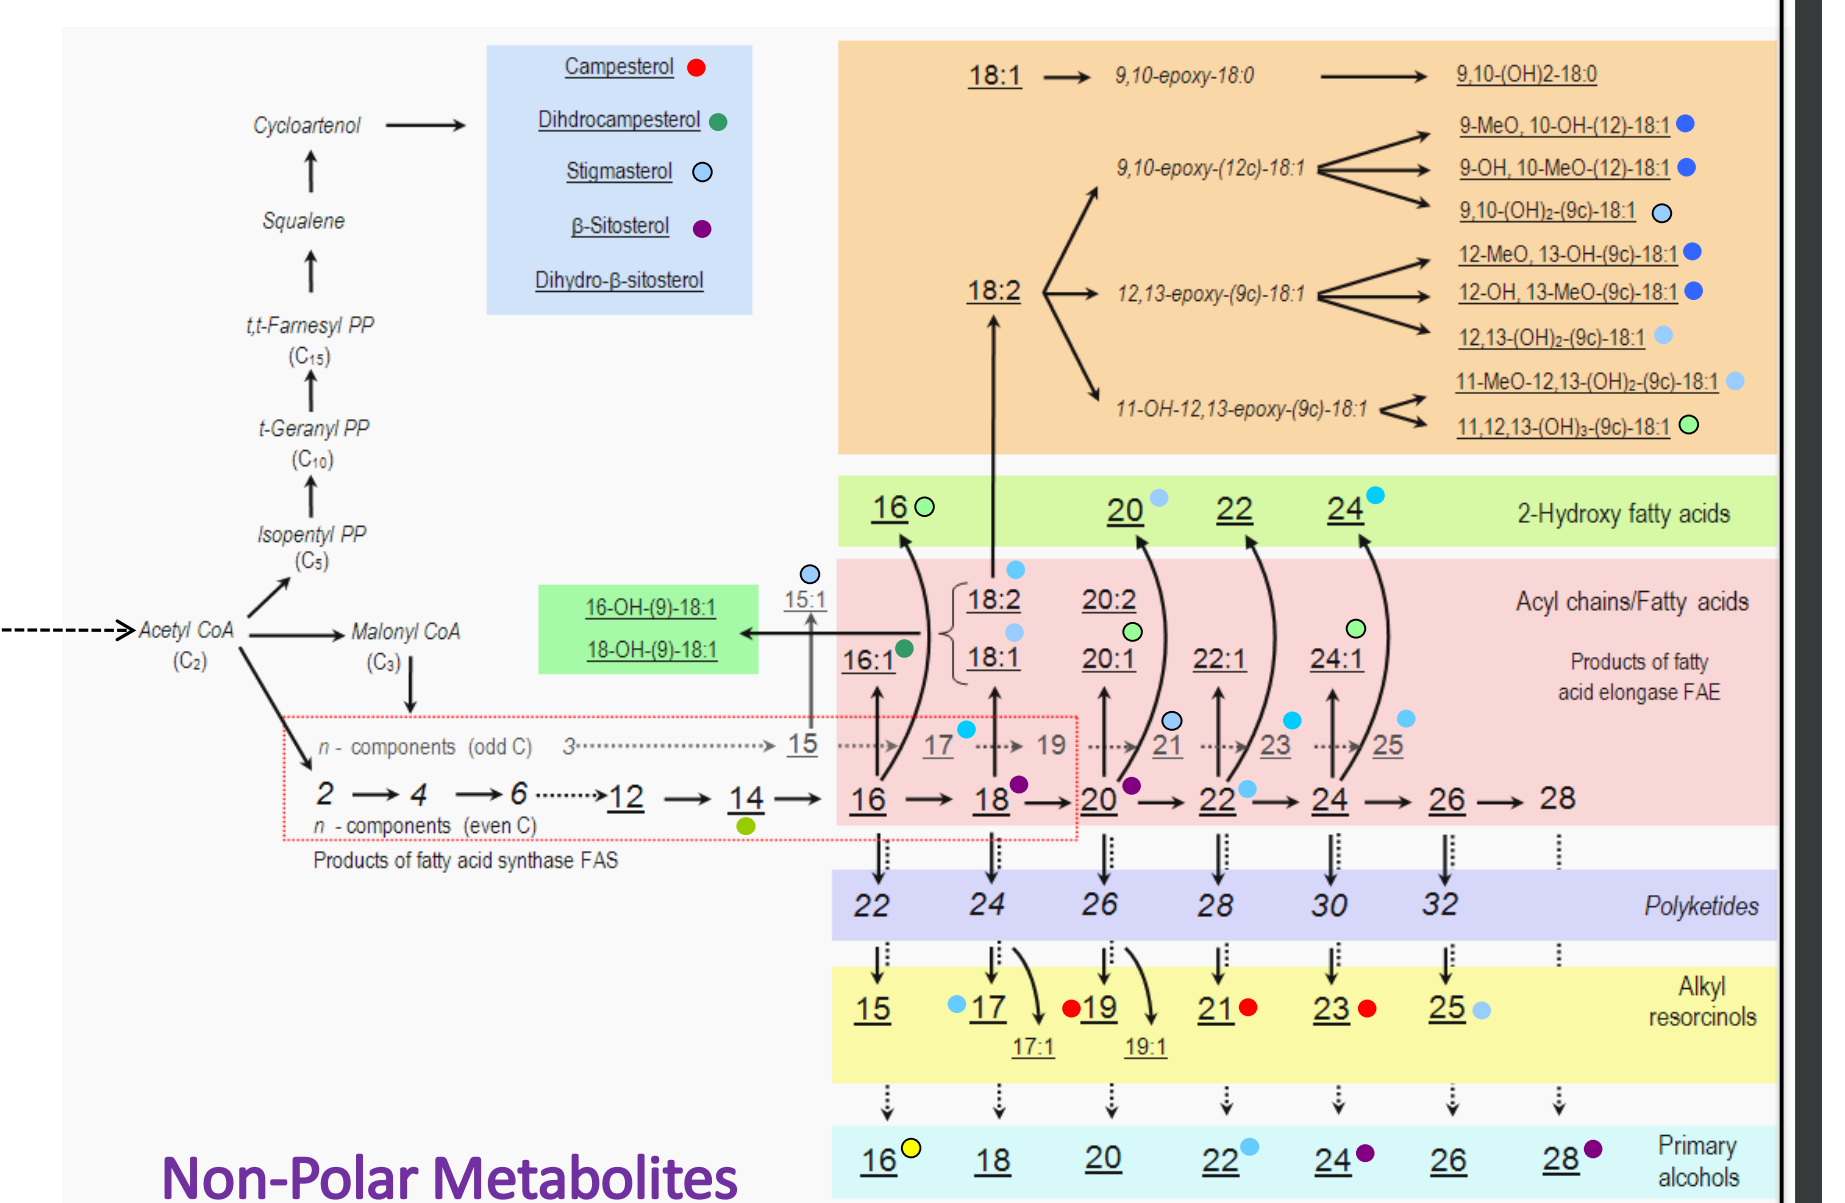 Campesterol
Dihdrocampesterol
Stigmasterol
β-Sitosterol
Dihydro-β-sitosterol
Cycloartenol
Squalene
t,t-Farnesyl PP
(C₁₅)
t-Geranyl PP
(C₁₀)
Isopentyl PP
(C₅)
Acetyl CoA
(C₂)
Malonyl CoA
(C₃)
18:1
9,10-epoxy-18:0
9,10-(OH)2-18:0
9-MeO, 10-OH-(12)-18:1
9,10-epoxy-(12c)-18:1
9-OH, 10-MeO-(12)-18:1
9,10-(OH)₂-(9c)-18:1
12-MeO, 13-OH-(9c)-18:1
18:2
12,13-epoxy-(9c)-18:1
12-OH, 13-MeO-(9c)-18:1
12,13-(OH)₂-(9c)-18:1
11-MeO-12,13-(OH)₂-(9c)-18:1
11-OH-12,13-epoxy-(9c)-18:1
11,12,13-(OH)₃-(9c)-18:1
16 20 22 24 2-Hydroxy fatty acids
16-OH-(9)-18:1
18-OH-(9)-18:1
15:1
18:2 20:2 Acyl chains/Fatty acids
16:1 18:1 20:1 22:1 24:1
Products of fatty
acid elongase FAE
n - components (odd C) 3 15 17 19 21 23 25
2 4 6 12 14 16 18 20 22 24 26 28
n - components (even C)
Products of fatty acid synthase FAS
22 24 26 28 30 32 Polyketides
15 17 19 21 23 25 Alkyl
resorcinols
17:1 19:1
16 18 20 22 24 26 28 Primary
alcohols
Non-Polar Metabolites